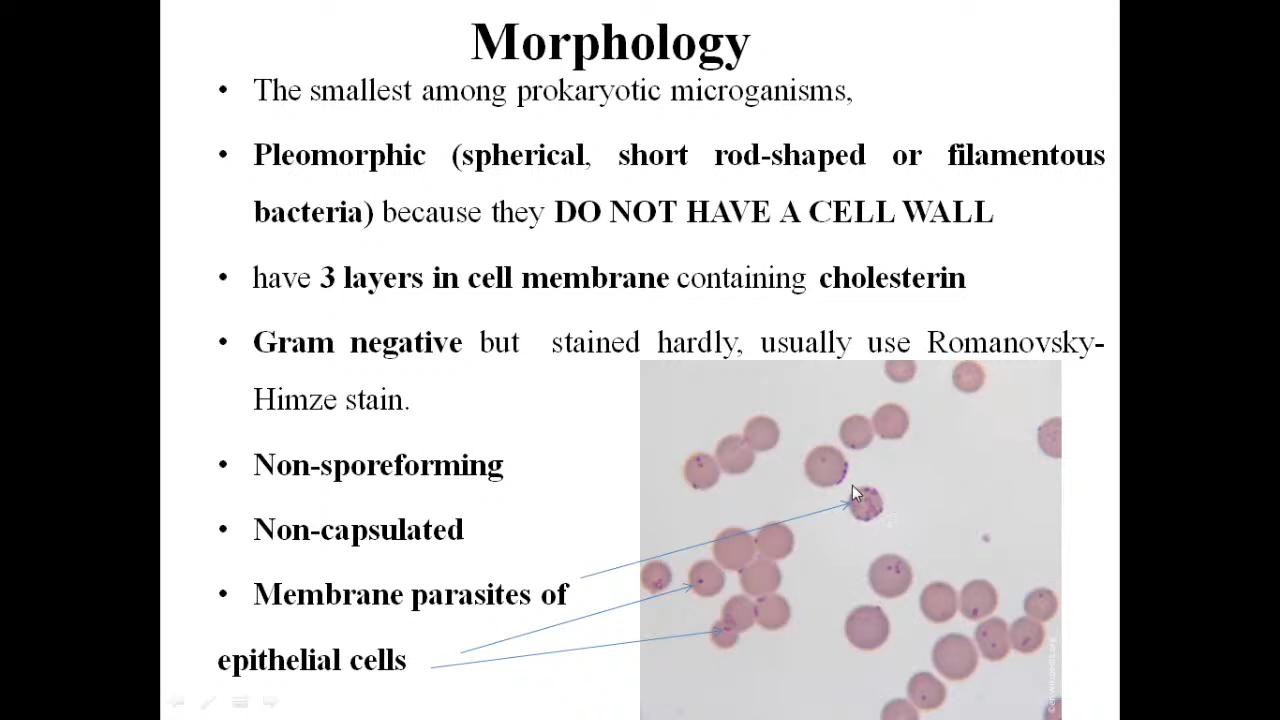 Morphology
• The smallest among prokaryotic microganisms,
• Pleomorphic (spherical, short rod-shaped or filamentous
bacteria) because they DO NOT HAVE A CELL WALL
• have 3 layers in cell membrane containing cholesterin
• Gram negative but stained hardly, usually use Romanovsky-
Himze stain.
• Non-sporeforming
• Non-capsulated
• Membrane parasites of
epithelial cells